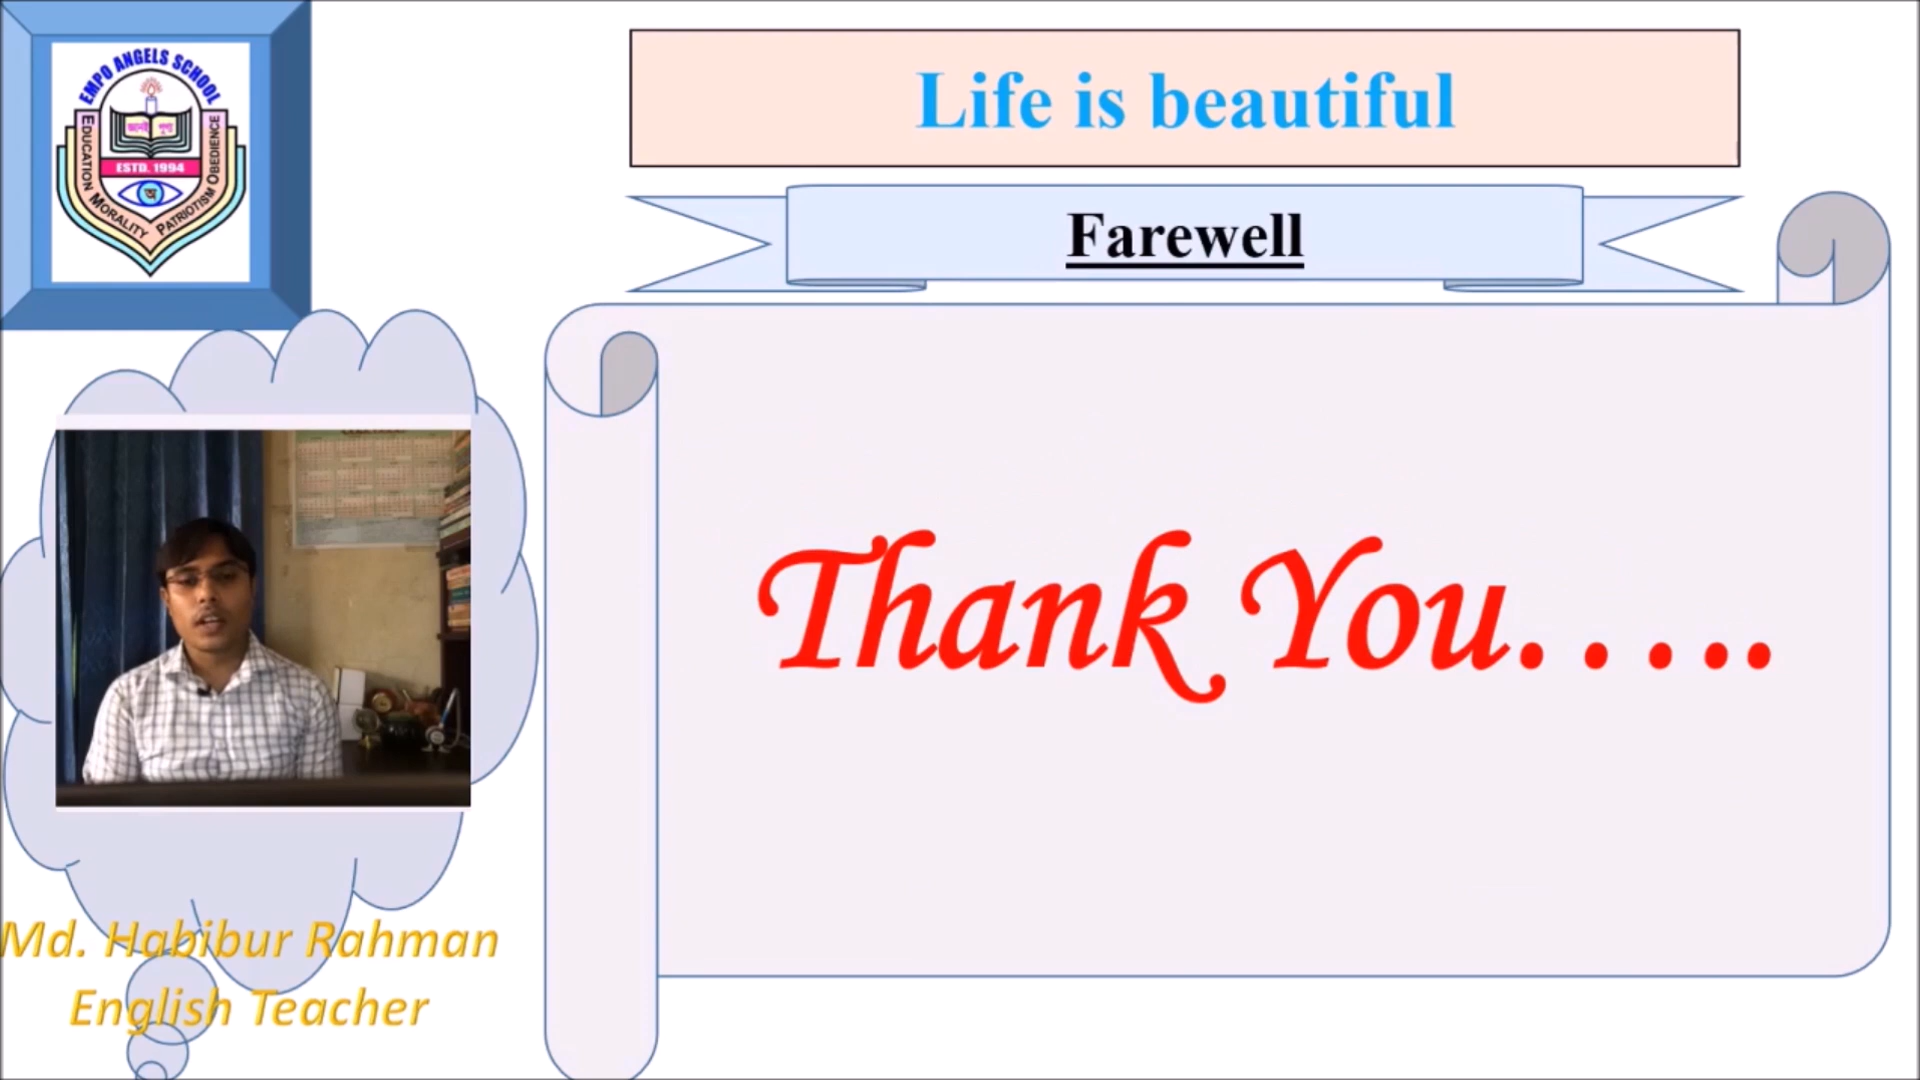 EMPO ANGELS SCHOOL
ESTD. 1994
অ
EDUCATION MORALITY PATRIOTISM OBEDIENCE
Life is beautiful
Farewell
Thank You.....
Md. Habibur Rahman
English Teacher